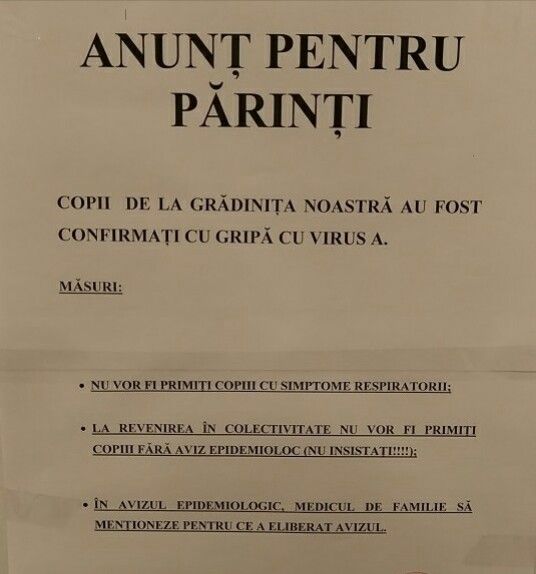 ANUNȚ PENTRU
PĂRINȚI
COPII DE LA GRĂDINIȚA NOASTRĂ AU FOST
CONFIRMAȚI CU GRIPĂ CU VIRUS A.
MĂSURI:
• NU VOR FI PRIMIȚI COPIII CU SIMPTOME RESPIRATORII;
• LA REVENIREA ÎN COLECTIVITATE NU VOR FI PRIMIȚI
COPIII FĂRĂ AVIZ EPIDEMIOLOC (NU INSISTAȚI!!!!);
• ÎN AVIZUL EPIDEMIOLOGIC, MEDICUL DE FAMILIE SĂ
MENȚIONEZE PENTRU CE A ELIBERAT AVIZUL.